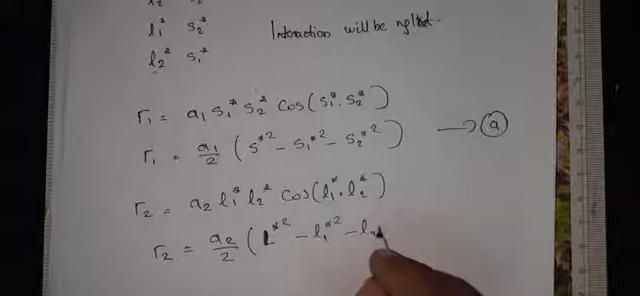 l₁* s₂*
l₂* s₁*
Interaction will be neglected.
Γ₁ = a₁ s₁* s₂* cos(s₁*. s₂*)
Γ₁ = a₁/2 (s*² - s₁*² - s₂*²) → (a)
Γ₂ = a₂ l₁* l₂* cos(l₁*. l₂*)
Γ₂ = a₂/2 (L*² - l₁*² - l₂